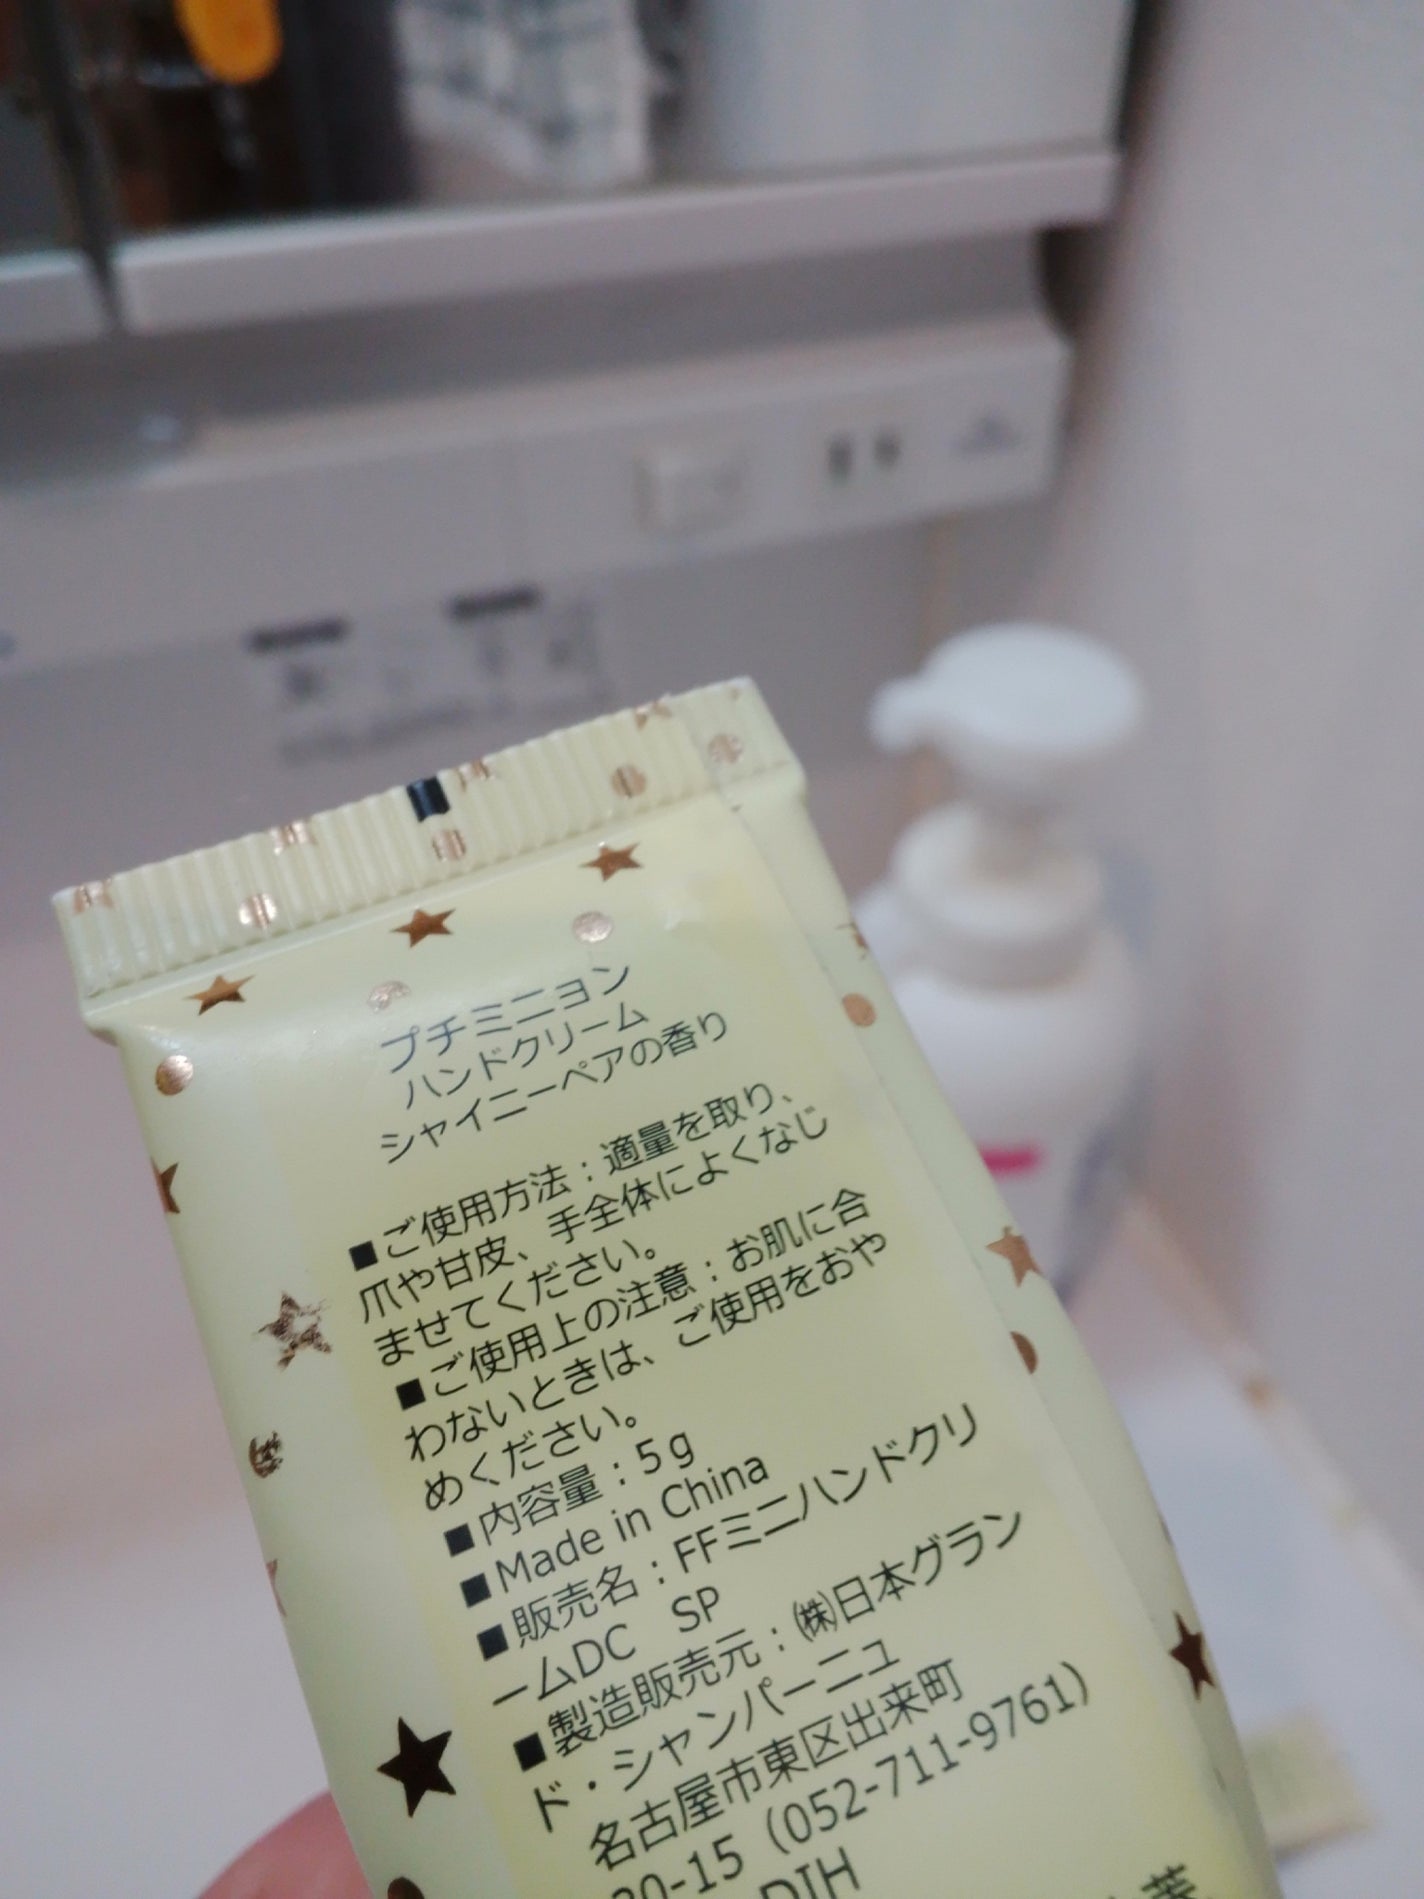 プチミニョン
ハンドクリーム
シャイニーペアの香り
■ご使用方法：適量を取り、
爪や甘皮、手全体によくなじ
ませてください。
■ご使用上の注意：お肌に合
わないときは、ご使用をおや
めください。
■内容量：5g
■Made in China
■販売名：FFミニハンドクリ
ームDC SP
■製造販売元：㈱日本グラン
ド・シャンパーニュ
名古屋市東区出来町
-15（052-711-9761）
DIH